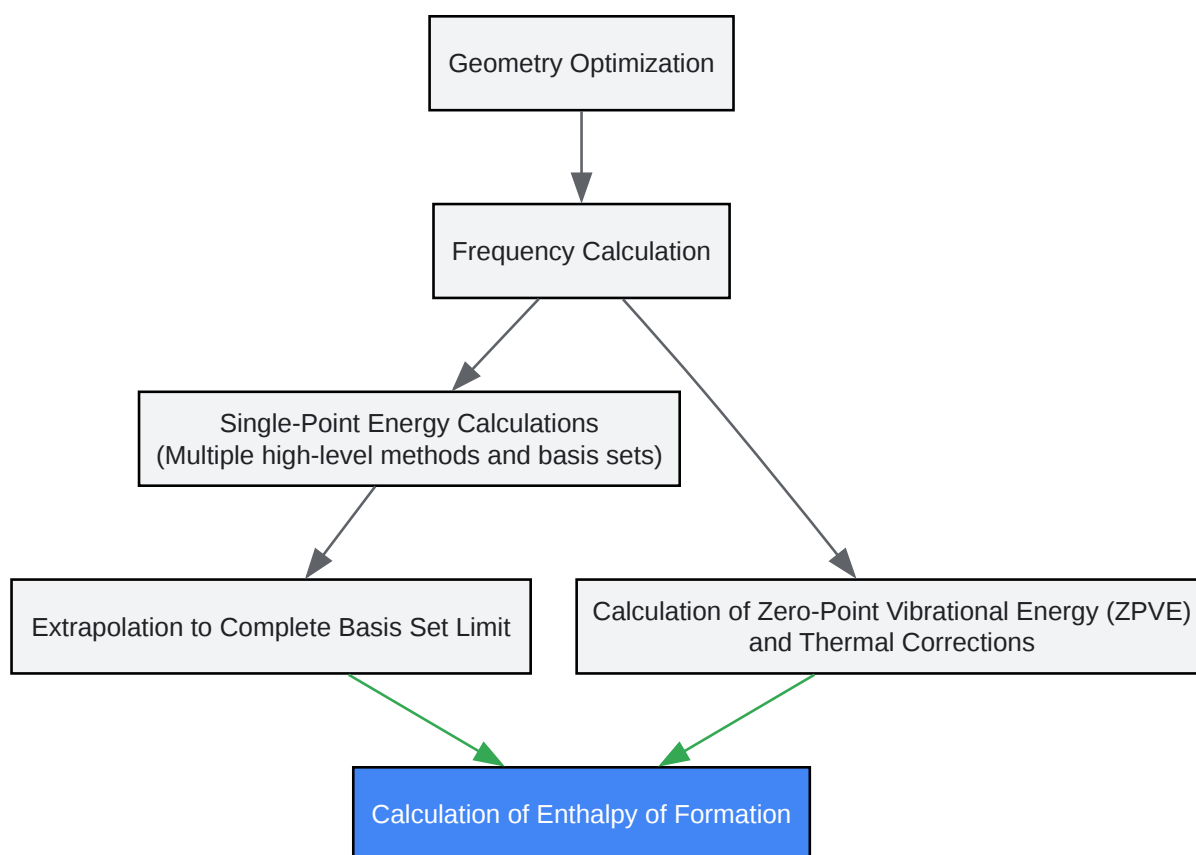 Geometry Optimization
Frequency Calculation
Single-Point Energy Calculations
(Multiple high-level methods and basis sets)
Extrapolation to Complete Basis Set Limit
Calculation of Zero-Point Vibrational Energy (ZPVE)
and Thermal Corrections
Calculation of Enthalpy of Formation